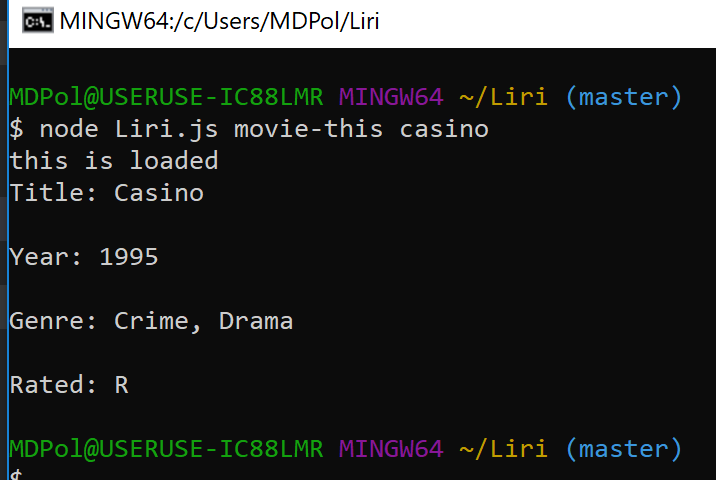 MINGW64:/c/Users/MDPol/Liri
MDPol@USERUSE-IC88LMR MINGW64 ~/Liri (master)
$ node Liri.js movie-this casino
this is loaded
Title: Casino
Year: 1995
Genre: Crime, Drama
Rated: R
MDPol@USERUSE-IC88LMR MINGW64 ~/Liri (master)
$